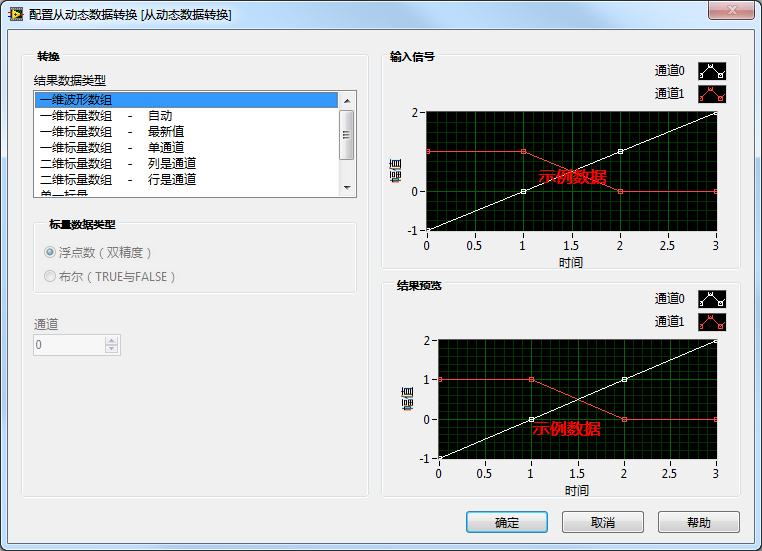 配置从动态数据转换 [从动态数据转换]
转换
结果数据类型
一维波形数组
一维标量数组 - 自动
一维标量数组 - 最新值
一维标量数组 - 单通道
二维标量数组 - 列是通道
二维标量数组 - 行是通道
单一标量
标量数据类型
浮点数（双精度）
布尔（TRUE与FALSE）
通道
0
输入信号
通道0
通道1
2
0
-1
幅值
示例数据
0 0.5 1 1.5 2 2.5 3
时间
结果预览
通道0
通道1
2
1
0
-1
幅值
示例数据
0 0.5 1 1.5 2 2.5 3
时间
确定 取消 帮助